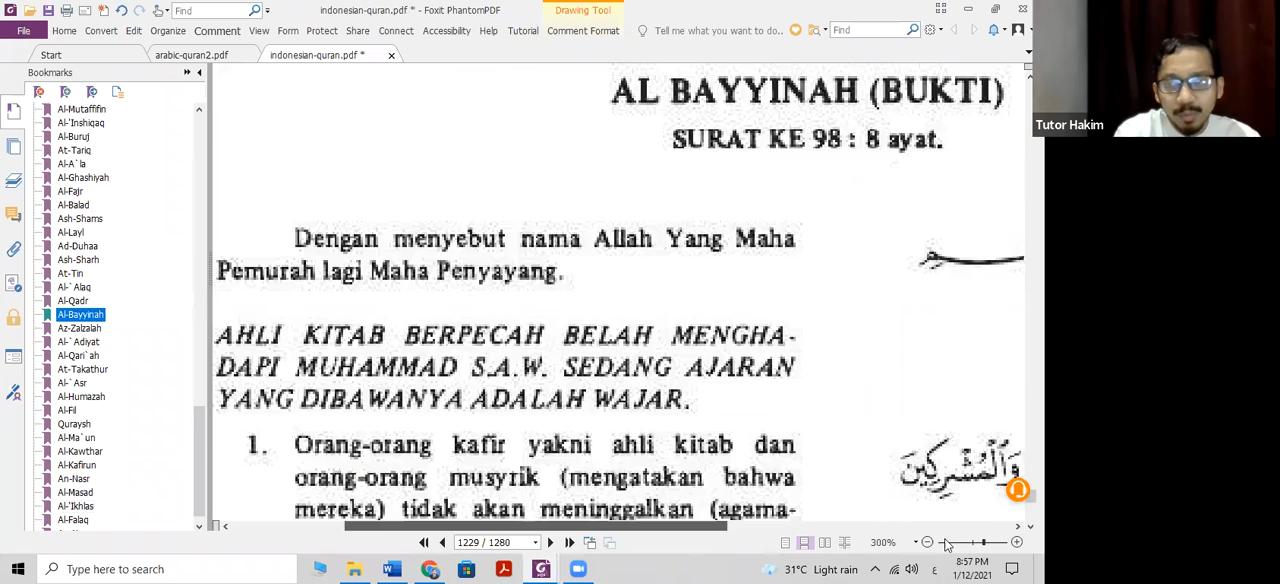 Find
indonesian-quran.pdf * - Foxit PhantomPDF
Drawing Tool
File Home Convert Edit Organize Comment View Form Protect Share Connect Accessibility Help Tutorial Comment Format
Tell me what you want to do..
Find
Start
arabic-quran2.pdf
indonesian-quran.pdf *
Bookmarks
Al-Mutaffifin
Al-'Inshiqaq
Al-Buruj
At-Tariq
Al-A`la
Al-Ghashiyah
Al-Fajr
Al-Balad
Ash-Shams
Al-Layl
Ad-Duhaa
Ash-Sharh
At-Tin
Al-`Alaq
Al-Qadr
Al-Bayyinah
Az-Zalzalah
Al-`Adiyat
Al-Qari`ah
At-Takathur
Al-`Asr
Al-Humazah
Al-Fil
Quraysh
Al-Ma`un
Al-Kawthar
Al-Kafirun
An-Nasr
Al-Masad
Al-'Ikhlas
Al-Falaq
AL BAYYINAH (BUKTI)
SURAT KE 98 : 8 ayat.
Dengan menyebut nama Allah Yang Maha
Pemurah lagi Maha Penyayang.
AHLI KITAB BERPECAH BELAH MENGHA-
DAPI MUHAMMAD S.A.W. SEDANG AJARAN
YANG DIBAWANYA ADALAH WAJAR.
1. Orang-orang kafir yakni ahli kitab dan
orang-orang musyrik (mengatakan bahwa
mereka) tidak akan meninggalkan (agama-
وَالْمُشْرِكِينَ
Tutor Hakim
1229 / 1280
300%
Type here to search
31°C Light rain
ع
8:57 PM
1/12/2021